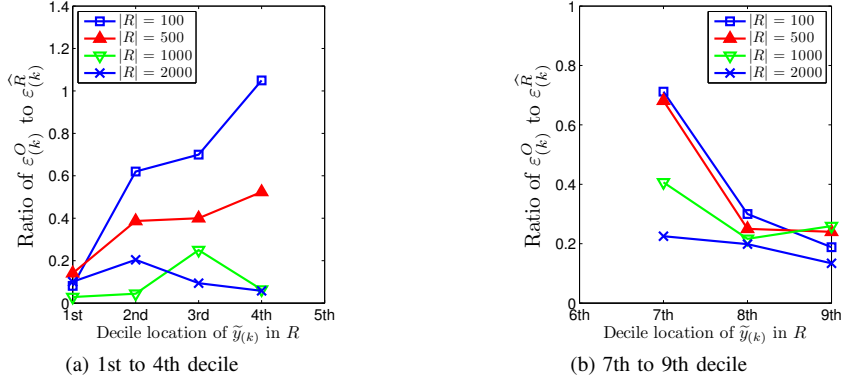 Ratio of ε^O_(k) to ε^R̂_(k)
1.4
1.2
1
0.8
0.6
0.4
0.2
0
|R| = 100
|R| = 500
|R| = 1000
|R| = 2000
1st 2nd 3rd 4th 5th
Decile location of ỹ_(k) in R
(a) 1st to 4th decile
Ratio of ε^O_(k) to ε^R̂_(k)
1
0.8
0.6
0.4
0.2
0
|R| = 100
|R| = 500
|R| = 1000
|R| = 2000
6th 7th 8th 9th
Decile location of ỹ_(k) in R
(b) 7th to 9th decile